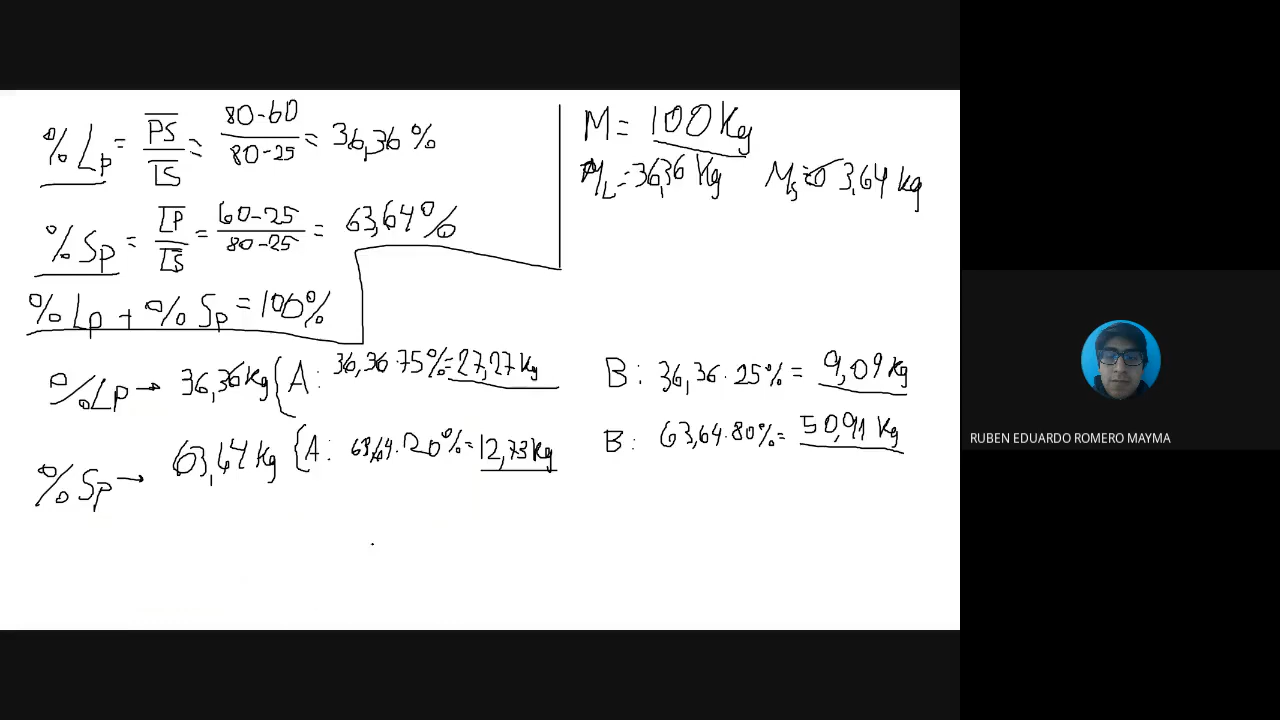 %Lp = PS/LS = 80-60/80-25 = 36,36 %
%Sp = LP/LS = 60-25/80-25 = 63,64%
%Lp + %Sp = 100%
M = 100 Kg
ML = 36,36 Kg Ms = 63,64 Kg
%Lp → 36,36 Kg { A: 36,36 · 75% = 27,27 Kg B: 36,36 · 25% = 9,09 Kg
%Sp → 63,64 Kg { A: 63,64 · 20% = 12,73 Kg B: 63,64 · 80% = 50,91 Kg
RUBEN EDUARDO ROMERO MAYMA